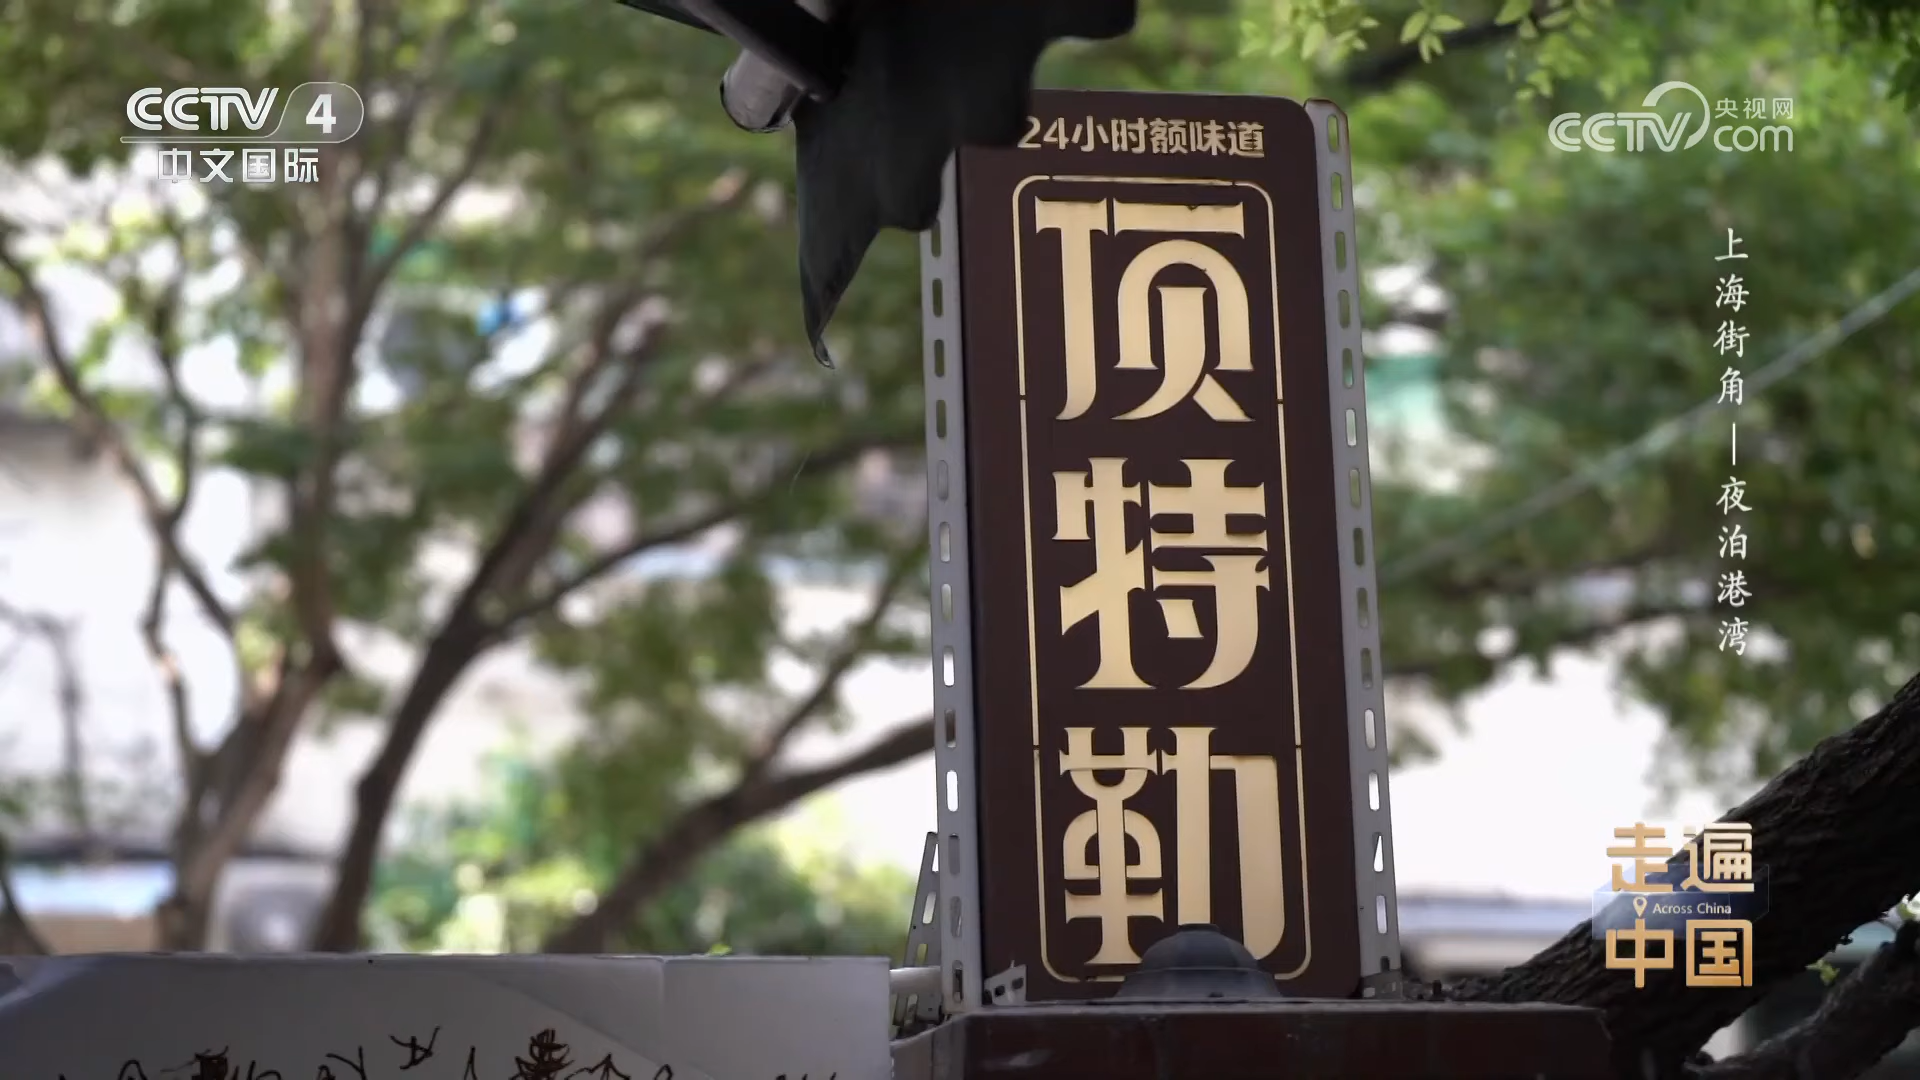 CCTV 4
中文国际
央视网
CCTV.com
24小时额味道
顶特勒
上海街角—夜泊港湾
走遍
Across China
中国